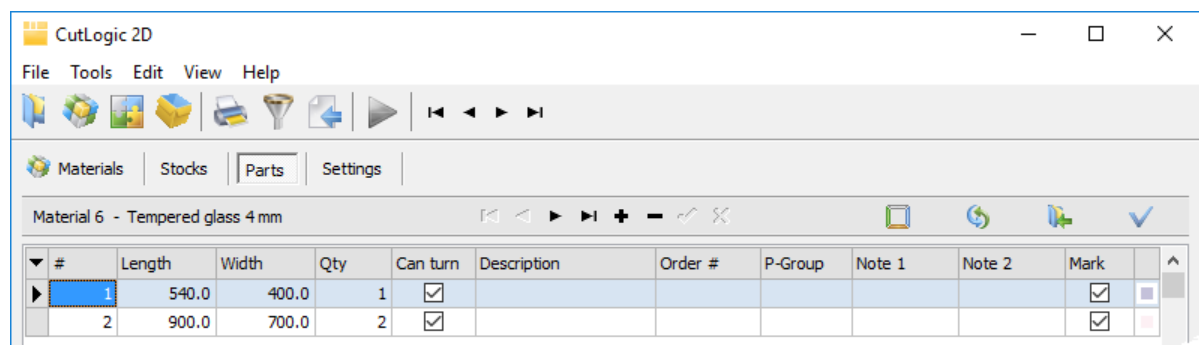 CutLogic 2D
File Tools Edit View Help
Materials Stocks Parts Settings
Material 6 - Tempered glass 4 mm
# Length Width Qty Can turn Description Order # P-Group Note 1 Note 2 Mark
1 540.0 400.0 1
2 900.0 700.0 2